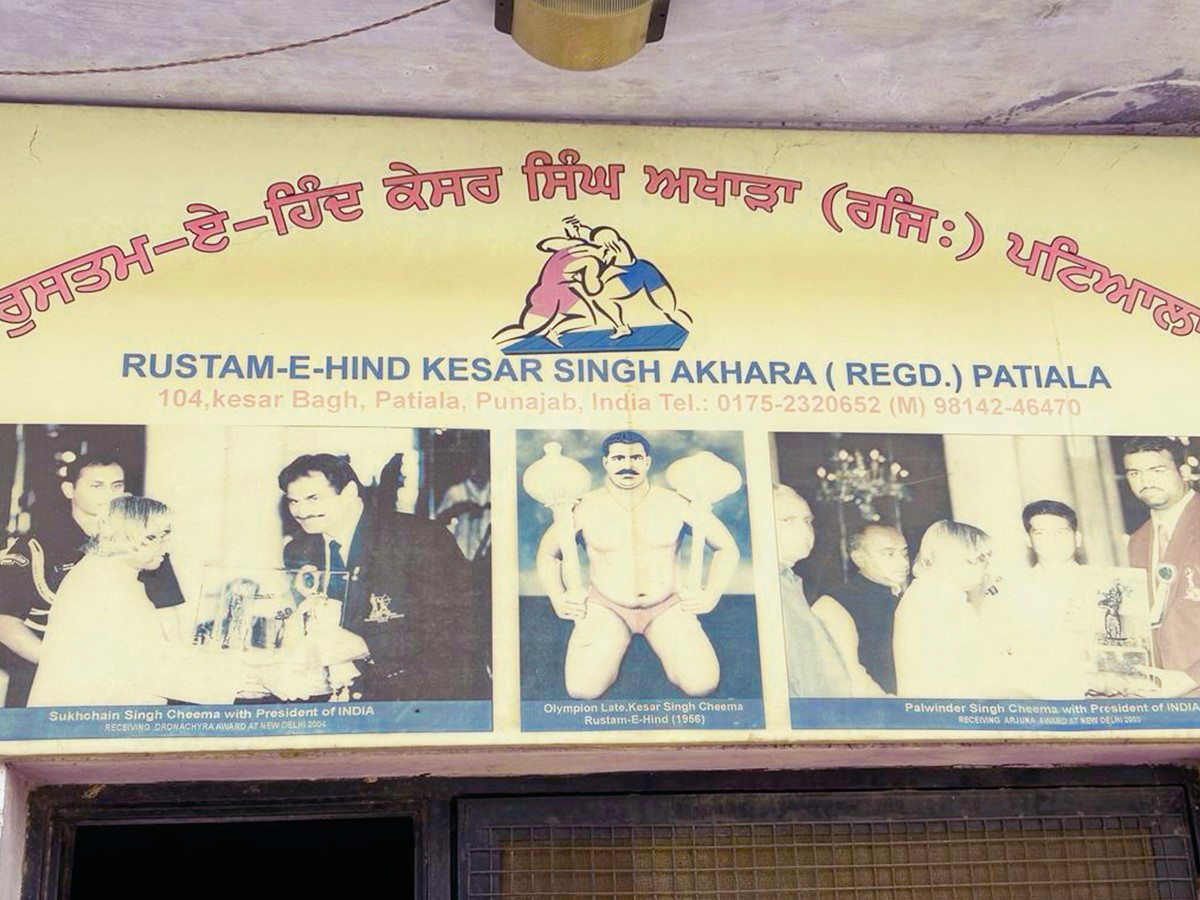 ਰੁਸਤਮ-ਏ-ਹਿੰਦ ਕੇਸਰ ਸਿੰਘ ਅਖਾੜਾ (ਰਜਿ:) ਪਟਿਆਲਾ
RUSTAM-E-HIND KESAR SINGH AKHARA ( REGD.) PATIALA
104,kesar Bagh, Patiala, Punajab, India Tel.: 0175-2320652 (M) 98142-46470
Sukhchain Singh Cheema with President of INDIA
RECEIVING DRONACHYRA AWARD AT NEW DELHI 2004
Olympion Late.Kesar Singh Cheema
Rustam-E-Hind (1956)
Palwinder Singh Cheema with President of INDIA
RECEIVING ARJUNA AWARD AT NEW DELHI